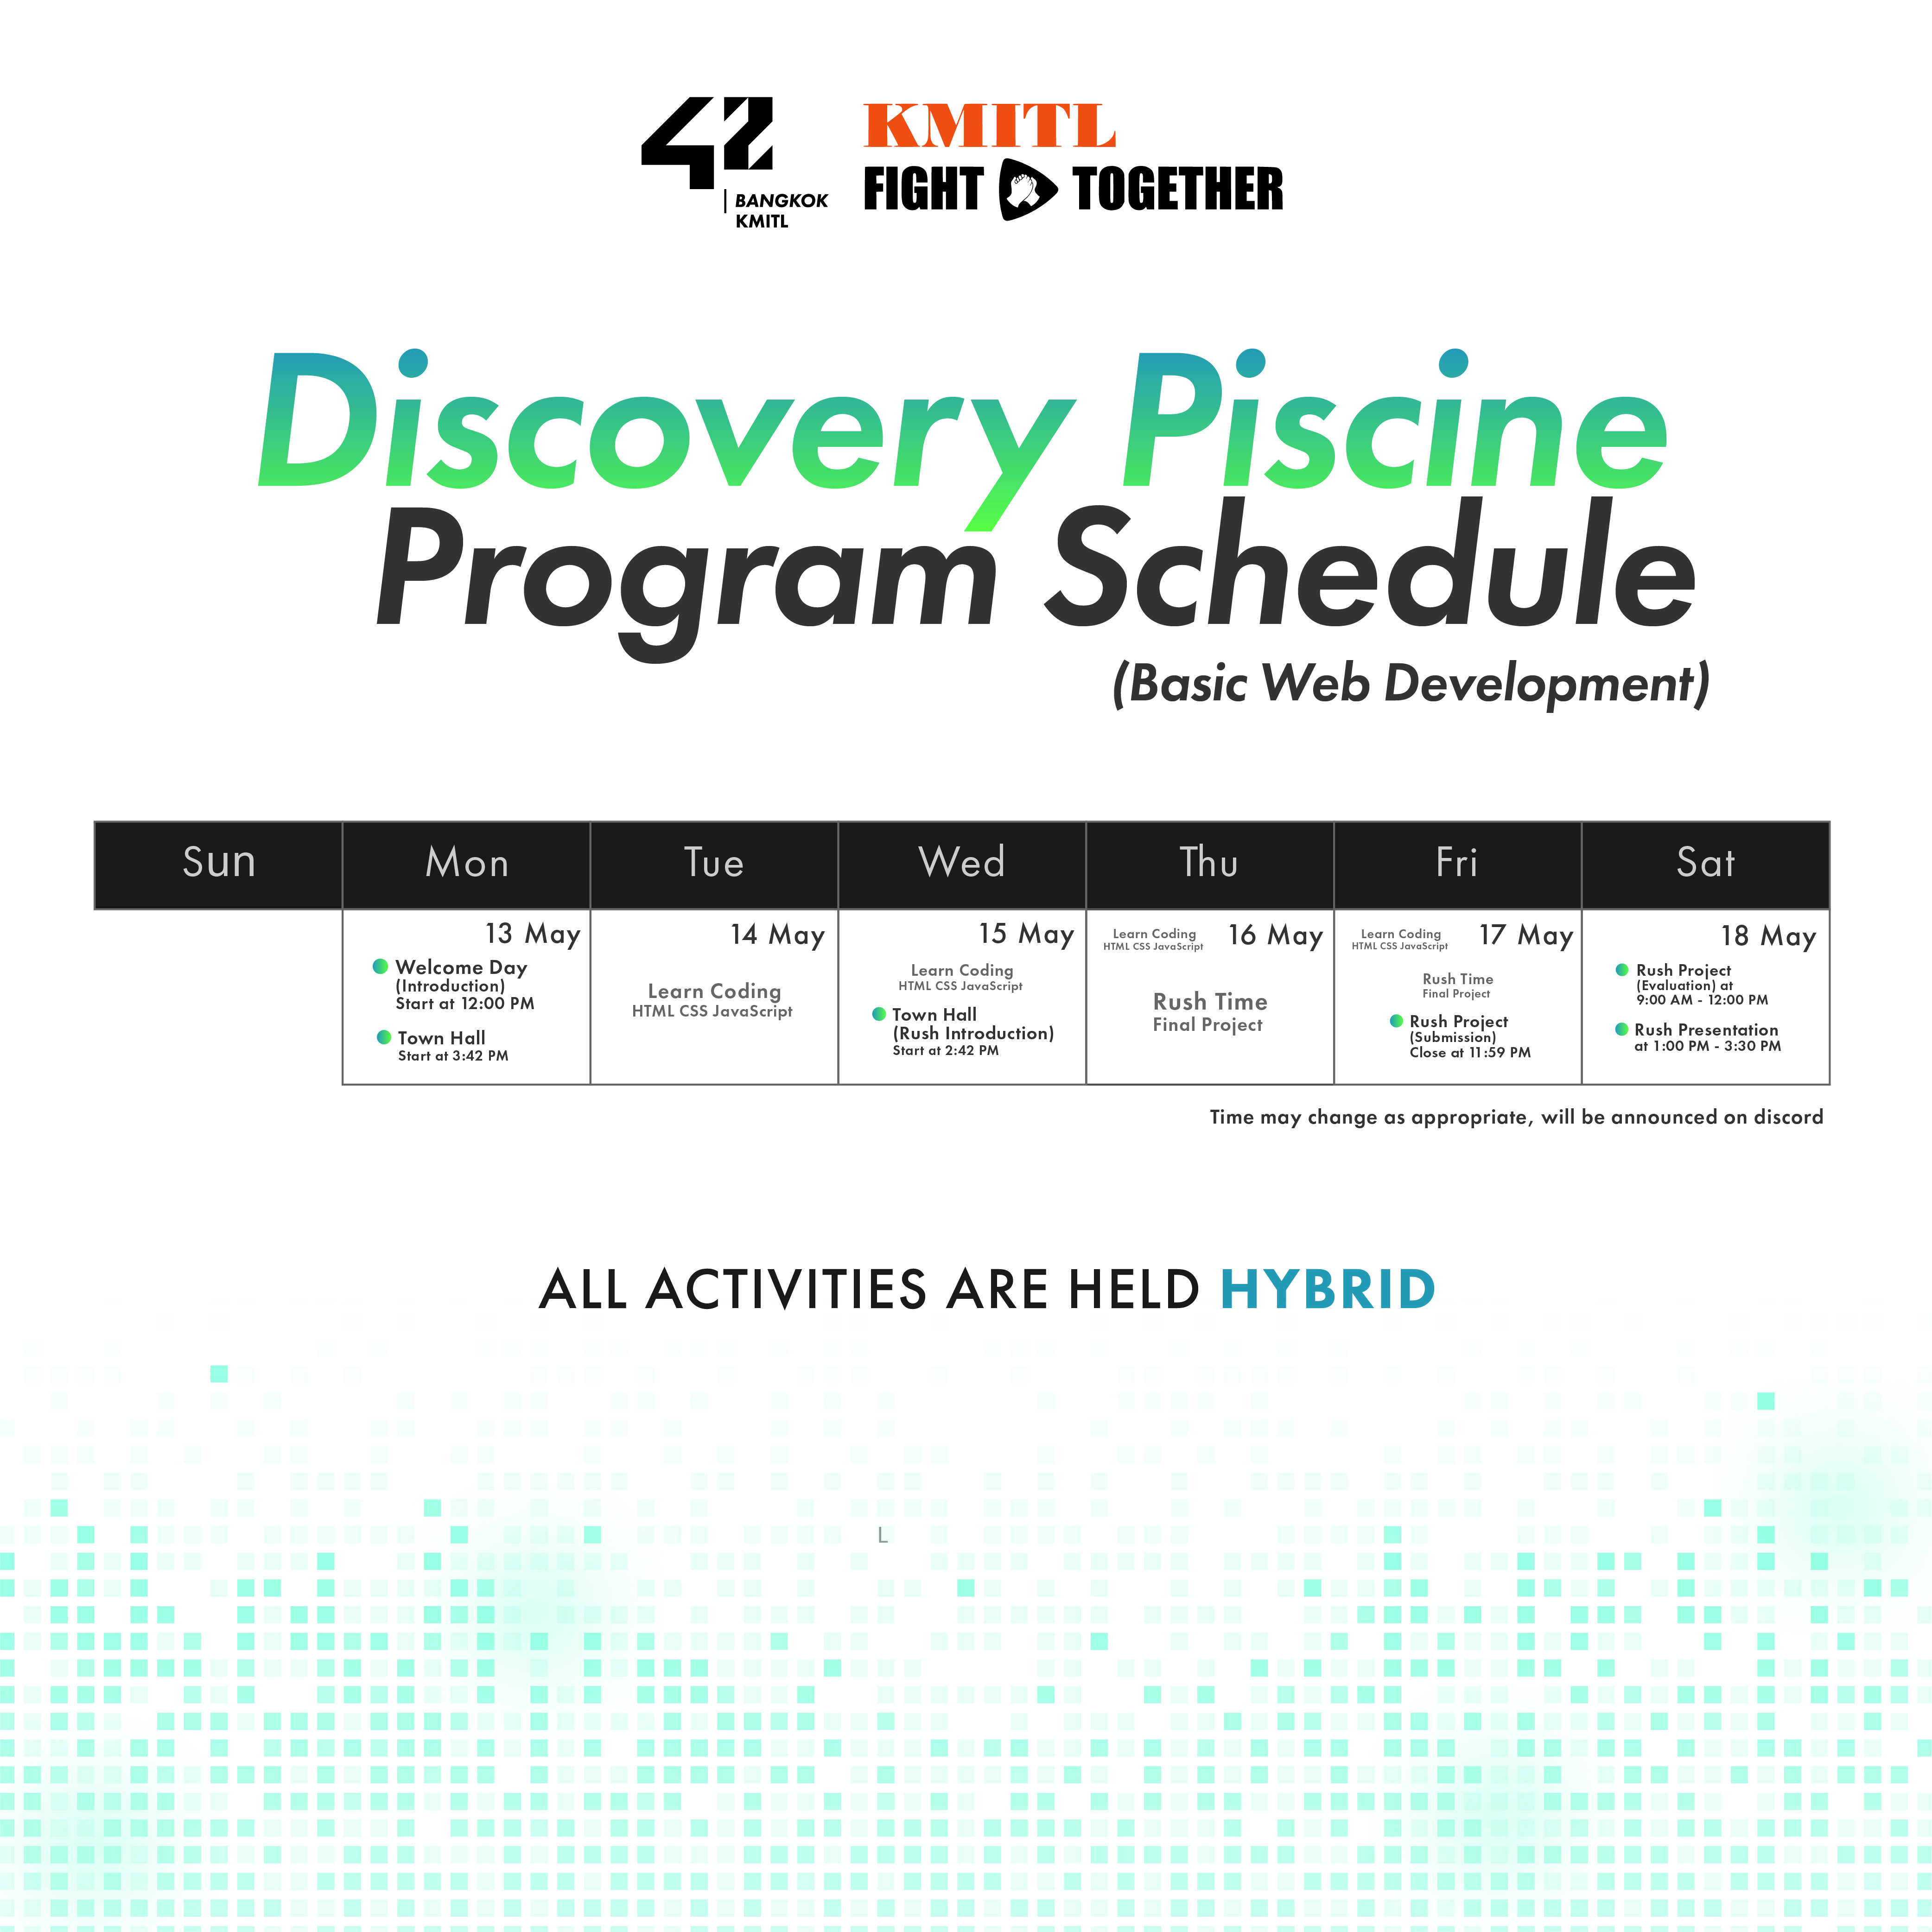 42
BANGKOK
KMITL
KMITL
FIGHT TOGETHER
Discovery Piscine
Program Schedule
(Basic Web Development)
Sun Mon Tue Wed Thu Fri Sat
13 May
Welcome Day
(Introduction)
Start at 12:00 PM
Town Hall
Start at 3:42 PM
14 May
Learn Coding
HTML CSS JavaScript
15 May
Learn Coding
HTML CSS JavaScript
Town Hall
(Rush Introduction)
Start at 2:42 PM
Learn Coding
HTML CSS JavaScript
16 May
Rush Time
Final Project
Learn Coding
HTML CSS JavaScript
17 May
Rush Time
Final Project
Rush Project
(Submission)
Close at 11:59 PM
18 May
Rush Project
(Evaluation) at
9:00 AM - 12:00 PM
Rush Presentation
at 1:00 PM - 3:30 PM
Time may change as appropriate, will be announced on discord
ALL ACTIVITIES ARE HELD HYBRID
L